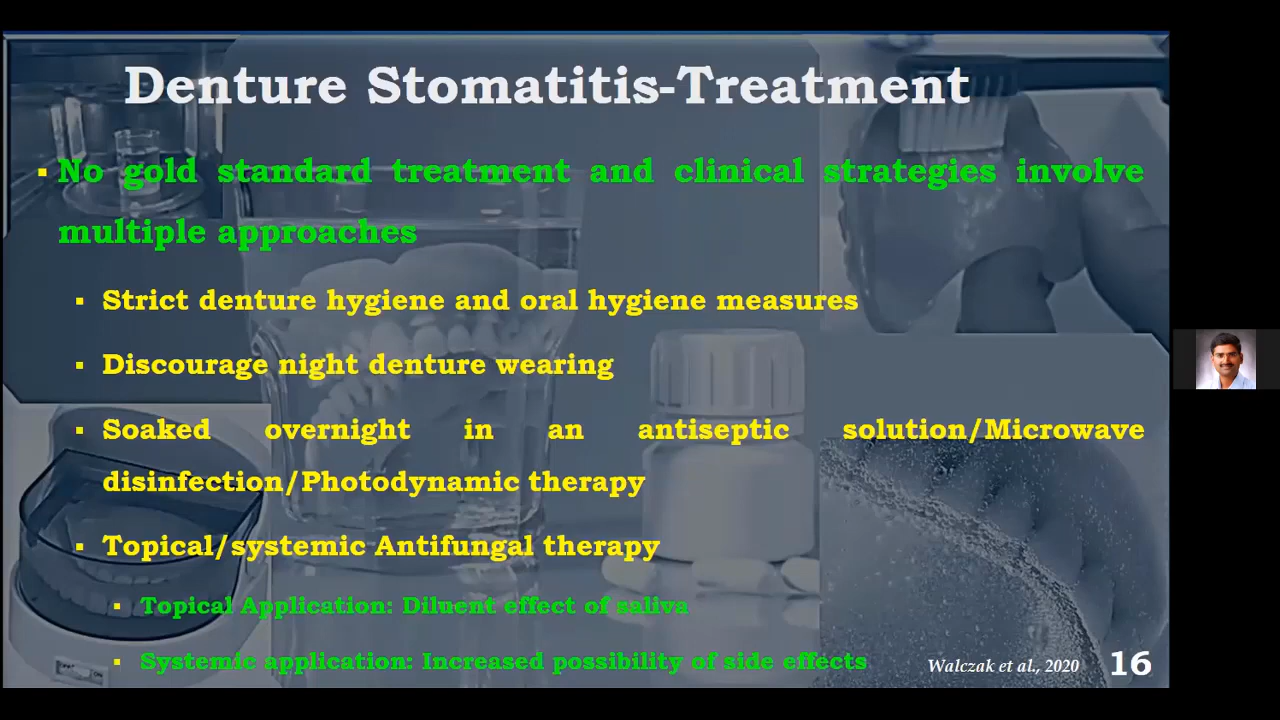 Denture Stomatitis-Treatment
▪ No gold standard treatment and clinical strategies involve
multiple approaches
▪ Strict denture hygiene and oral hygiene measures
▪ Discourage night denture wearing
▪ Soaked overnight in an antiseptic solution/Microwave
disinfection/Photodynamic therapy
▪ Topical/systemic Antifungal therapy
▪ Topical Application: Diluent effect of saliva
▪ Systemic application: Increased possibility of side effects
Walczak et al., 2020
16